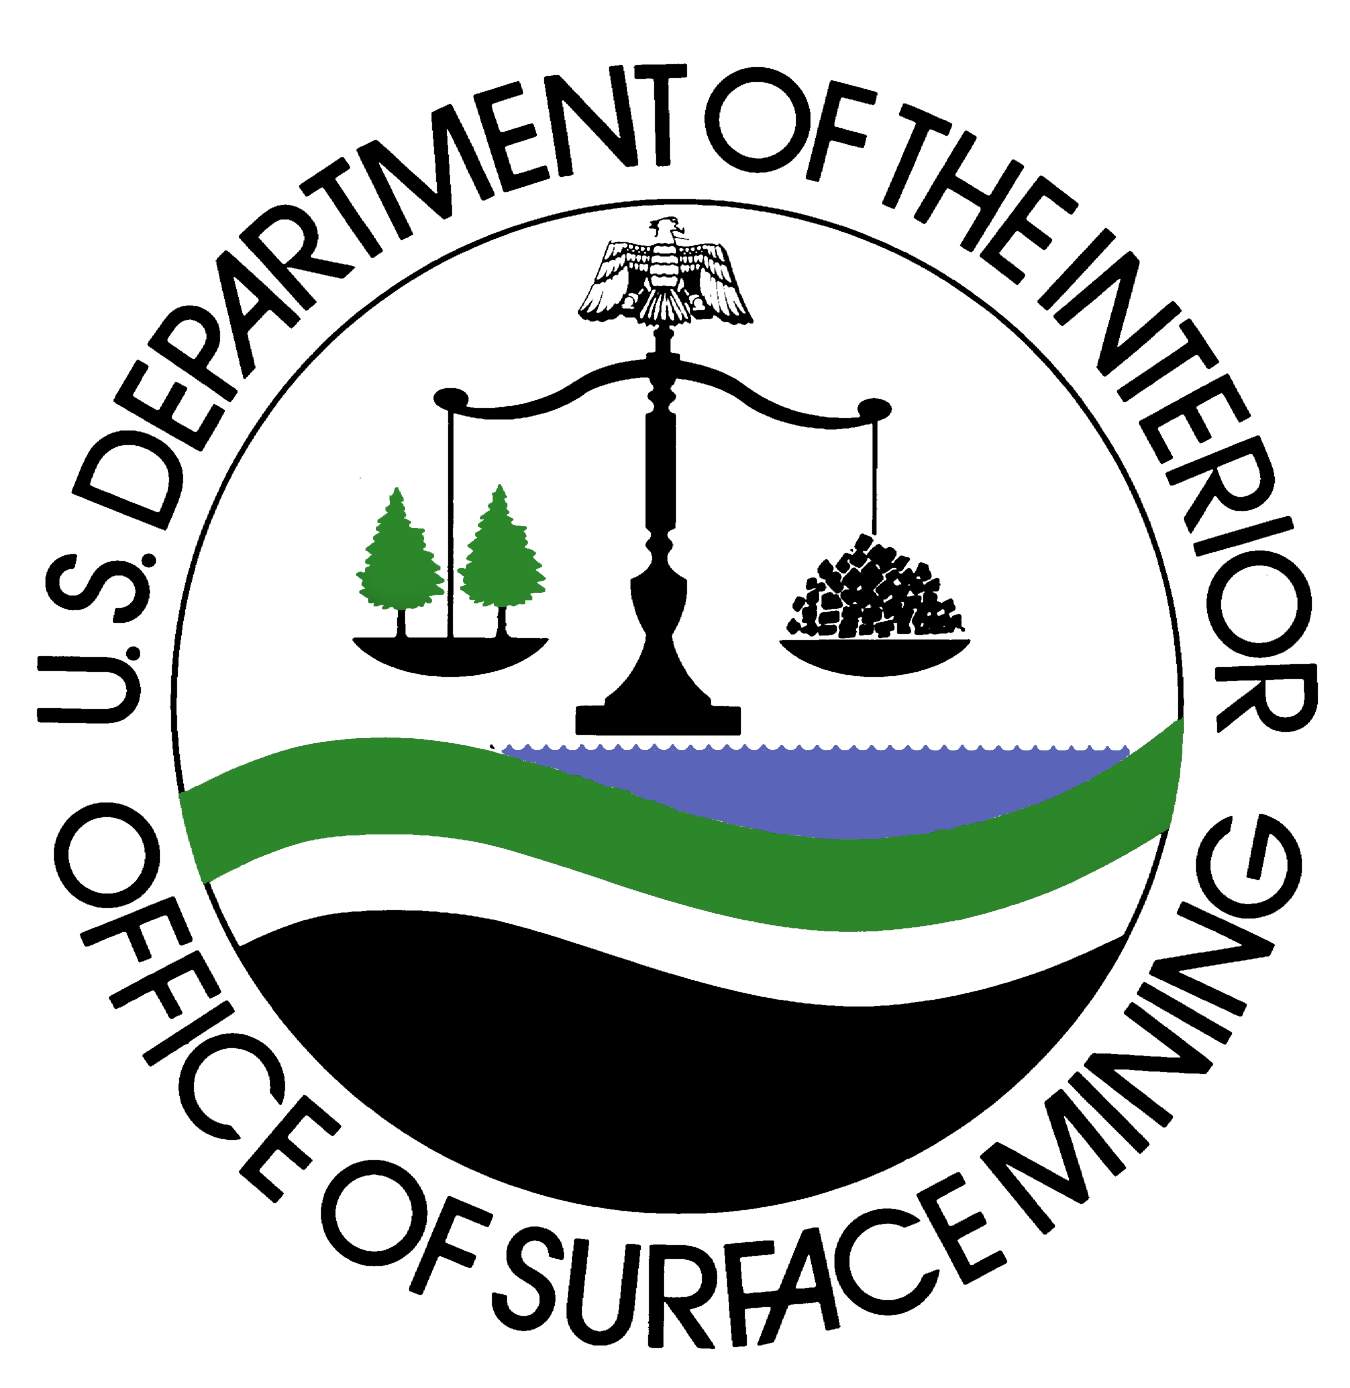 U.S. DEPARTMENT OF THE INTERIOR
OFFICE OF SURFACE MINING